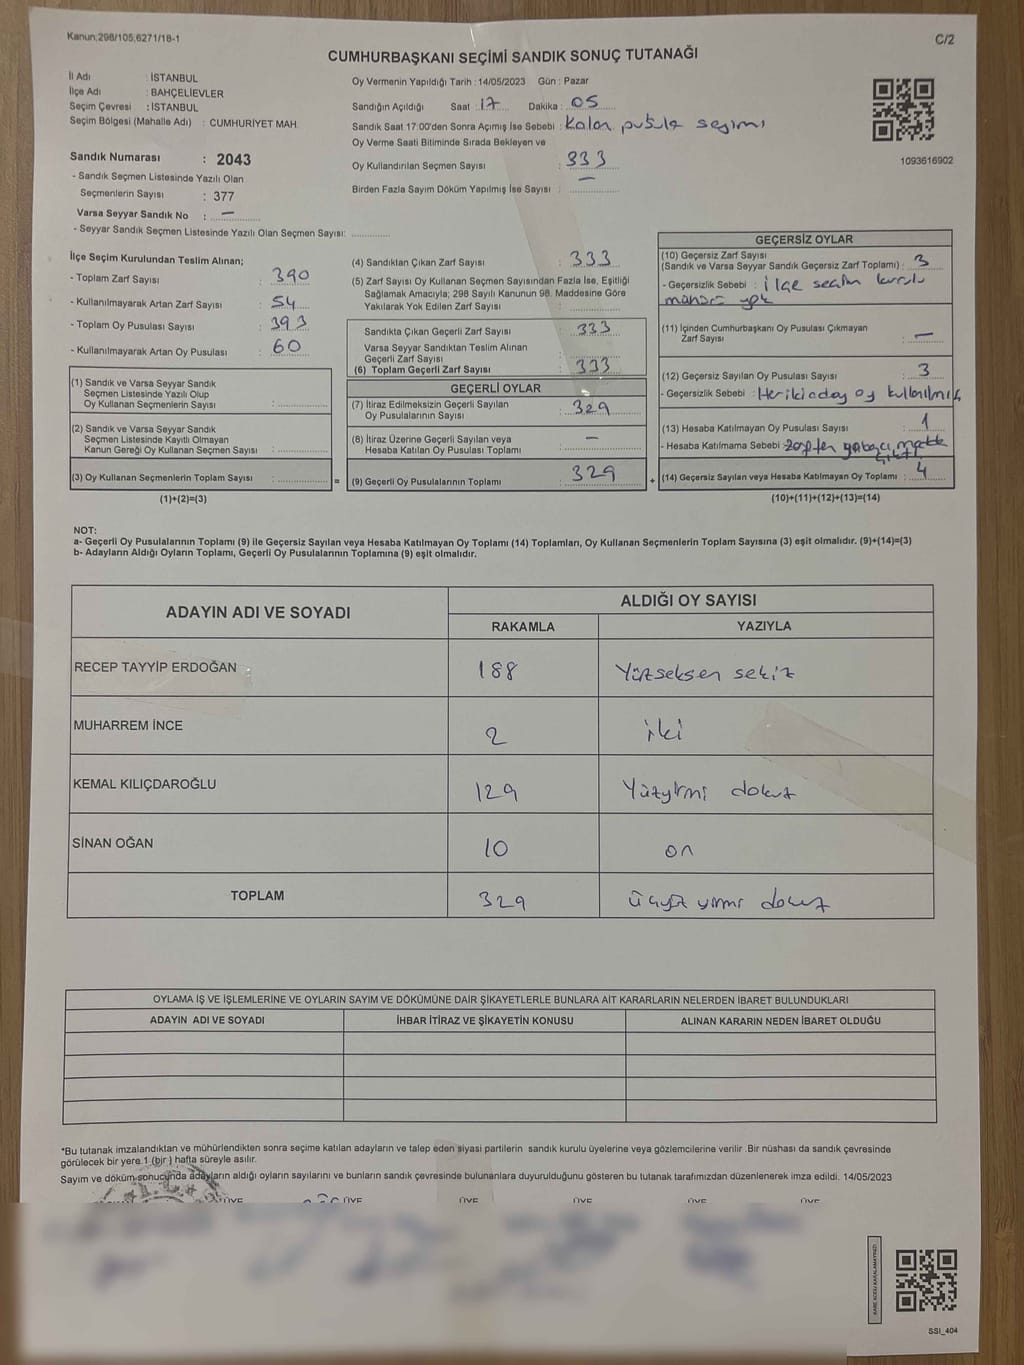 Kanun;298/105,6271/18-1
C/2
CUMHURBAŞKANI SEÇİMİ SANDIK SONUÇ TUTANAĞI
İl Adı : İSTANBUL
İlçe Adı : BAHÇELİEVLER
Seçim Çevresi : İSTANBUL
Seçim Bölgesi (Mahalle Adı) : CUMHURİYET MAH.
Sandık Numarası : 2043
- Sandık Seçmen Listesinde Yazılı Olan
Seçmenlerin Sayısı : 377
Varsa Seyyar Sandık No : —
- Seyyar Sandık Seçmen Listesinde Yazılı Olan Seçmen Sayısı:
Oy Vermenin Yapıldığı Tarih : 14/05/2023 Gün : Pazar
Sandığın Açıldığı Saat : 17 Dakika : 05
Sandık Saat 17:00'den Sonra Açımış İse Sebebi : Kalan pusula seçimi
Oy Verme Saati Bitiminde Sırada Bekleyen ve
Oy Kullandırılan Seçmen Sayısı : 333
Birden Fazla Sayım Döküm Yapılmış İse Sayısı : —
1093616902
İlçe Seçim Kurulundan Teslim Alınan;
- Toplam Zarf Sayısı : 390
- Kullanılmayarak Artan Zarf Sayısı : 54
- Toplam Oy Pusulası Sayısı : 393
- Kullanılmayarak Artan Oy Pusulası : 60
(1) Sandık ve Varsa Seyyar Sandık
Seçmen Listesinde Yazılı Olup
Oy Kullanan Seçmenlerin Sayısı :
(2) Sandık ve Varsa Seyyar Sandık
Seçmen Listesinde Kayıtlı Olmayan
Kanun Gereği Oy Kullanan Seçmen Sayısı :
(3) Oy Kullanan Seçmenlerin Toplam Sayısı : =
(1)+(2)=(3)
(4) Sandıktan Çıkan Zarf Sayısı : 333
(5) Zarf Sayısı Oy Kullanan Seçmen Sayısından Fazla İse, Eşitliği
Sağlamak Amacıyla; 298 Sayılı Kanunun 98. Maddesine Göre
Yakılarak Yok Edilen Zarf Sayısı :
Sandıkta Çıkan Geçerli Zarf Sayısı : 333
Varsa Seyyar Sandıktan Teslim Alınan
Geçerli Zarf Sayısı
(6) Toplam Geçerli Zarf Sayısı : 333
GEÇERLİ OYLAR
(7) İtiraz Edilmeksizin Geçerli Sayılan
Oy Pusulalarının Sayısı : 329
(8) İtiraz Üzerine Geçerli Sayılan veya
Hesaba Katılan Oy Pusulası Toplamı : —
(9) Geçerli Oy Pusulalarının Toplamı : 329 +
GEÇERSİZ OYLAR
(10) Geçersiz Zarf Sayısı
(Sandık ve Varsa Seyyar Sandık Geçersiz Zarf Toplamı) : 3
- Geçersizlik Sebebi : ilçe seçim kurulu
mührü yok
(11) İçinden Cumhurbaşkanı Oy Pusulası Çıkmayan
Zarf Sayısı : —
(12) Geçersiz Sayılan Oy Pusulası Sayısı : 3
- Geçersizlik Sebebi : Her iki aday oy kullanılmış
(13) Hesaba Katılmayan Oy Pusulası Sayısı : 1
- Hesaba Katılmama Sebebi : zarftan yabancı madde
çıktı
(14) Geçersiz Sayılan veya Hesaba Katılmayan Oy Toplamı : 4
(10)+(11)+(12)+(13)=(14)
NOT:
a- Geçerli Oy Pusulalarının Toplamı (9) ile Geçersiz Sayılan veya Hesaba Katılmayan Oy Toplamı (14) Toplamları, Oy Kullanan Seçmenlerin Toplam Sayısına (3) eşit olmalıdır. (9)+(14)=(3)
b- Adayların Aldığı Oyların Toplamı, Geçerli Oy Pusulalarının Toplamına (9) eşit olmalıdır.
ADAYIN ADI VE SOYADI
ALDIĞI OY SAYISI
RAKAMLA YAZIYLA
RECEP TAYYİP ERDOĞAN 188 Yüzseksen sekiz
MUHARREM İNCE 2 iki
KEMAL KILIÇDAROĞLU 129 Yüzyirmi dokuz
SİNAN OĞAN 10 on
TOPLAM 329 üçyüz yirmi dokuz
OYLAMA İŞ VE İŞLEMLERİNE VE OYLARIN SAYIM VE DÖKÜMÜNE DAİR ŞİKAYETLERLE BUNLARA AİT KARARLARIN NELERDEN İBARET BULUNDUKLARI
ADAYIN ADI VE SOYADI İHBAR İTİRAZ VE ŞİKAYETİN KONUSU ALINAN KARARIN NEDEN İBARET OLDUĞU
*Bu tutanak imzalandıktan ve mühürlendikten sonra seçime katılan adayların ve talep eden siyasi partilerin sandık kurulu üyelerine veya gözlemcilerine verilir .Bir nüshası da sandık çevresinde
görülecek bir yere 1 (bir ) hafta süreyle asılır.
Sayım ve döküm sonucunda adayların aldığı oyların sayılarını ve bunların sandık çevresinde bulunanlara duyurulduğunu gösteren bu tutanak tarafımızdan düzenlenerek imza edildi. 14/05/2023
ÜYE ÜYE ÜYE ÜYE ÜYE ÜYE
KARE KODU KARALAMAYINIZ!
SSI_404